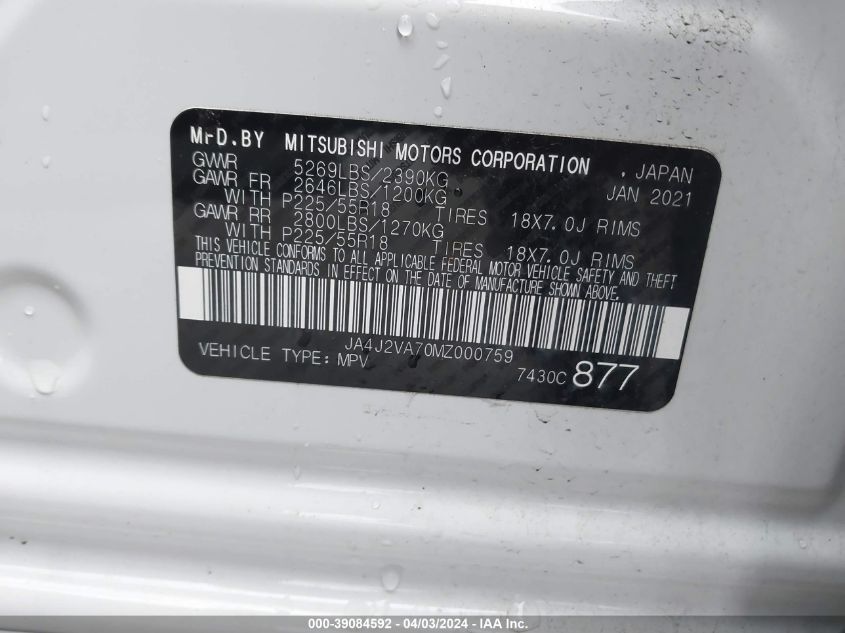 MFD.BY MITSUBISHI MOTORS CORPORATION . JAPAN
GVWR 5269LBS/2390KG JAN 2021
GAWR FR 2646LBS/1200KG
WITH P225/55R18 TIRES 18X7.0J RIMS
GAWR RR 2800LBS/1270KG
WITH P225/55R18 TIRES 18X7.0J RIMS
THIS VEHICLE CONFORMS TO ALL APPLICABLE FEDERAL MOTOR VEHICLE SAFETY AND THEFT
PREVENTION STANDARDS IN EFFECT ON THE DATE OF MANUFACTURE SHOWN ABOVE.
JA4J2VA70MZ000759
VEHICLE TYPE: MPV 7430C 877
000-39084592 - 04/03/2024 - IAA Inc.